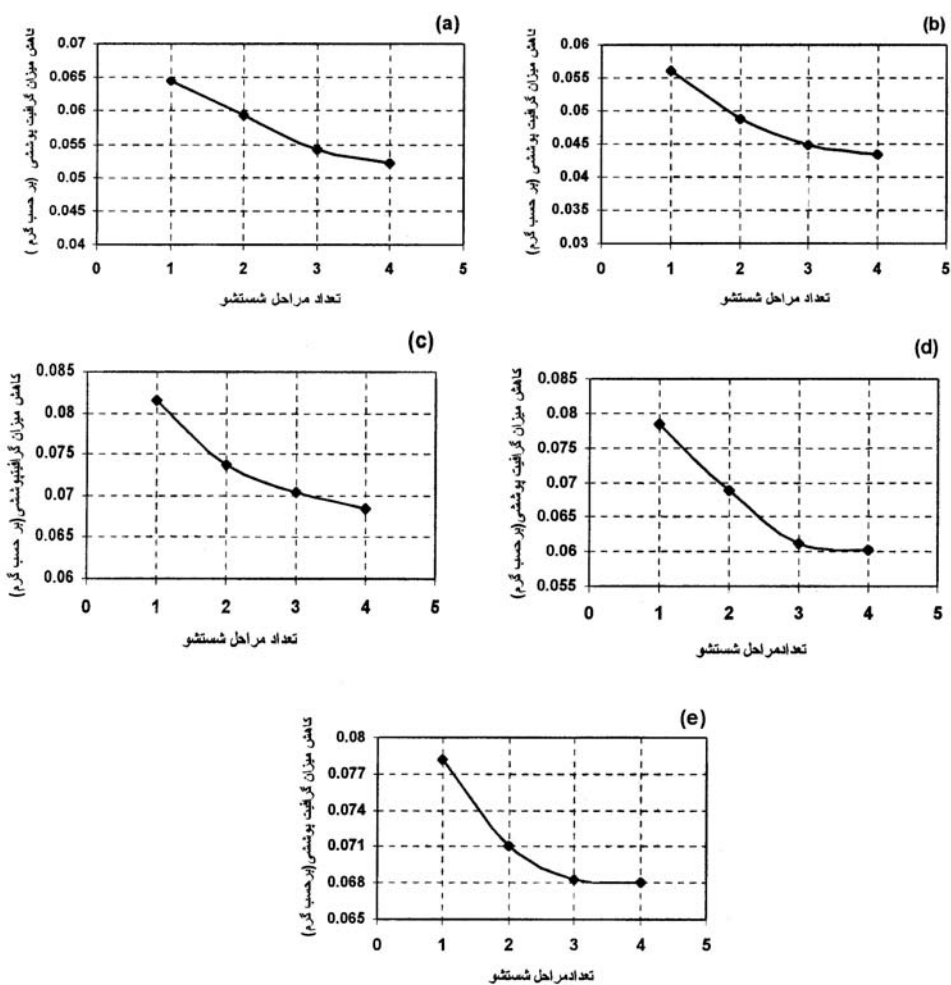 (a)
کاهش میزان گرافیت پوششی (بر حسب گرم )
0.07
0.065
0.06
0.055
0.05
0.045
0.04
0 1 2 3 4 5
تعداد مراحل شستشو
(b)
کاهش میزان گرافیت پوششی (بر حسب گرم)
0.06
0.055
0.05
0.045
0.04
0.035
0.03
0 1 2 3 4 5
تعداد مراحل شستشو
(c)
کاهش میزان گرافیتپوششی(بر حسب گرم)
0.085
0.08
0.075
0.07
0.065
0.06
0 1 2 3 4 5
تعداد مراحل شستشو
(d)
کاهش میزان گرافیت پوششی(برحسب گرم)
0.085
0.08
0.075
0.07
0.065
0.06
0.055
0 1 2 3 4 5
تعدادمراحل شستشو
(e)
کاهش میزان گرافیت پوششی(برحسب گرم)
0.08
0.077
0.074
0.071
0.068
0.065
0 1 2 3 4 5
تعدادمراحل شستشو